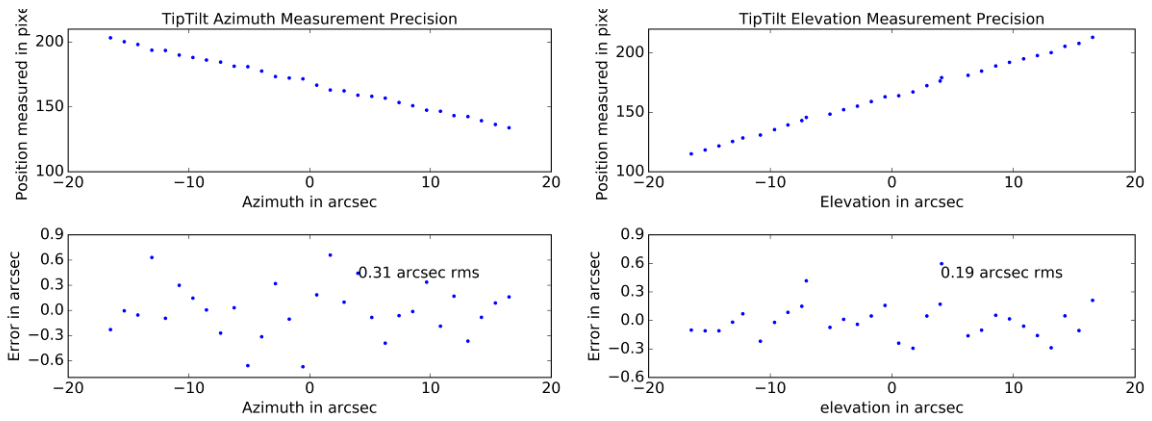 TipTilt Azimuth Measurement Precision
Position measured in pixe
200
150
100
−20 −10 0 10 20
Azimuth in arcsec
TipTilt Elevation Measurement Precision
Position measured in pixe
200
150
100
−20 −10 0 10 20
Elevation in arcsec
Error in arcsec
0.9
0.6
0.3
0.0
−0.3
−0.6
0.31 arcsec rms
−20 −10 0 10 20
Azimuth in arcsec
Error in arcsec
0.9
0.6
0.3
0.0
−0.3
−0.6
0.19 arcsec rms
−20 −10 0 10 20
elevation in arcsec